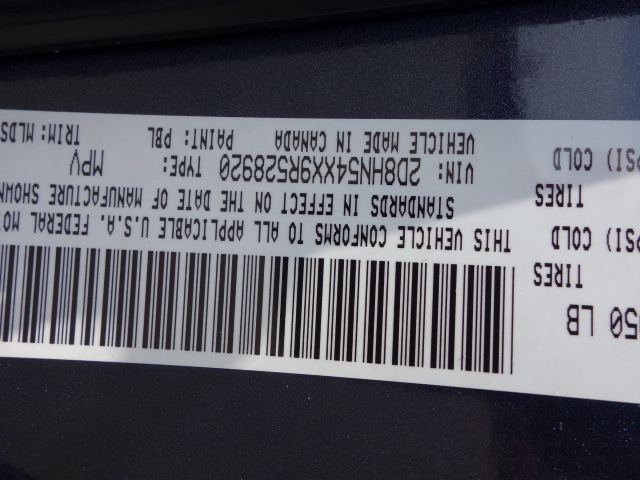 50 LB
TIRES
PSI) COLD
TIRES
PSI) COLD
THIS VEHICLE CONFORMS TO ALL APPLICABLE U.S.A. FEDERAL MO
STANDARDS IN EFFECT ON THE DATE OF MANUFACTURE SHOWN
VIN: 2D8HN54XX9R528920 TYPE: MPV
VEHICLE MADE IN CANADA PAINT: PBL TRIM: MLDS